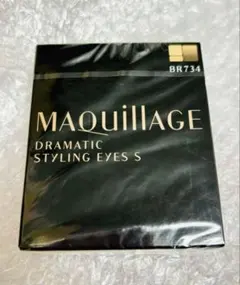 BR734
MAQuillAGE
DRAMATIC
STYLING EYES S